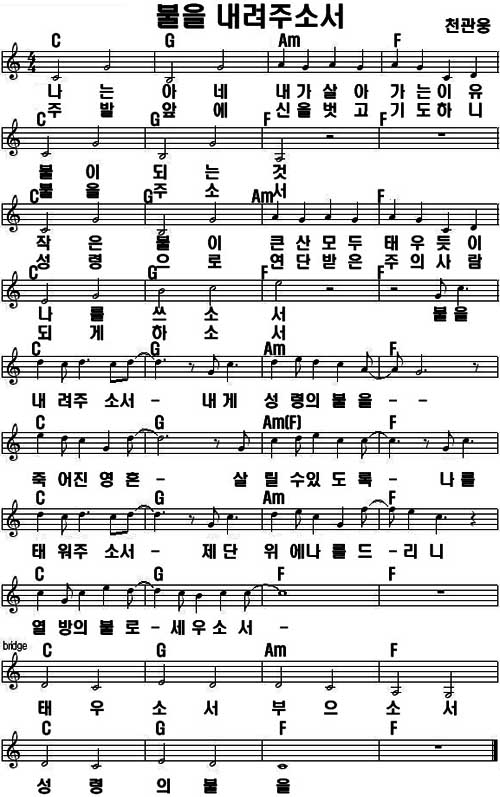 불을 내려주소서
천관웅
C G Am F
나 는 아 네 내가살아 가는이유
주 발 앞 에 신을벗고 기도하니
C G F F
불 이 되 는 것
불 을 주 소 서
C G Am F
작 은 불 이 큰산모두 태우듯이
성 령 으 로 연단받은 주의사람
C G F F
나 를 쓰 소 서 불을
되 게 하 소 서
C G Am F
내 려주 소서- 내게 성 령의 불 을- -
C G Am(F) F
죽 어진 영 혼- 살 릴 수있 도 록- 나를
C G Am F
태 워주 소서- 제단 위 에나 를 드- 리 니
C G F F
열 방의 불 로- 세 우 소 서-
bridge
C G Am F
태 우 소 서 부 으 소 서
C G F F
성 령 의 불 을